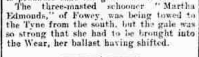 The three-masted schooner "Martha
Edmonds," of Fowey, was being towed to
the Tyne from the south, but the gale was
so strong that she had to be brought into
the Wear, her ballast having shifted.